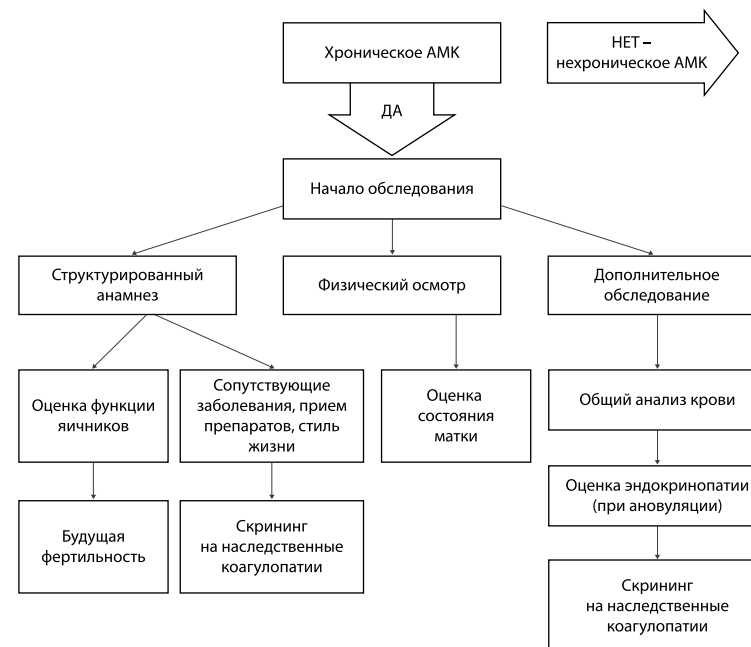 Хроническое АМК
НЕТ –
нехроническое АМК
ДА
Начало обследования
Структурированный
анамнез
Физический осмотр
Дополнительное
обследование
Оценка функции
яичников
Сопутствующие
заболевания, прием
препаратов, стиль
жизни
Оценка
состояния
матки
Общий анализ крови
Оценка эндокринопатии
(при ановуляции)
Будущая
фертильность
Скрининг
на наследственные
коагулопатии
Скрининг
на наследственные
коагулопатии